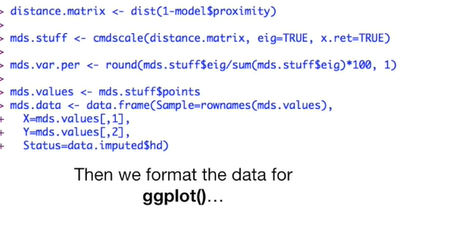 > distance.matrix <- dist(1-model$proximity)
>
> mds.stuff <- cmdscale(distance.matrix, eig=TRUE, x.ret=TRUE)
>
> mds.var.per <- round(mds.stuff$eig/sum(mds.stuff$eig)*100, 1)
>
> mds.values <- mds.stuff$points
> mds.data <- data.frame(Sample=rownames(mds.values),
+ X=mds.values[,1],
+ Y=mds.values[,2],
+ Status=data.imputed$hd)
Then we format the data for
ggplot()…